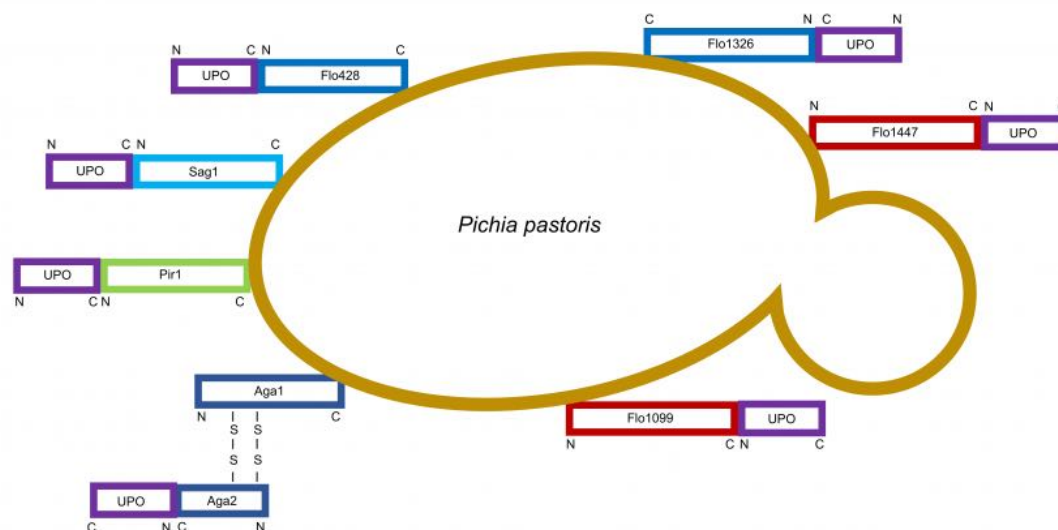 C N C N
Flo1326 UPO
N C N C
UPO Flo428
N C N
Flo1447 UPO
N C N C
UPO Sag1
Pichia pastoris
UPO Pir1
N C N C
Aga1
N I I C
S S
I I
S S
I I
Flo1099 UPO
N C N C
UPO Aga2
C N C N